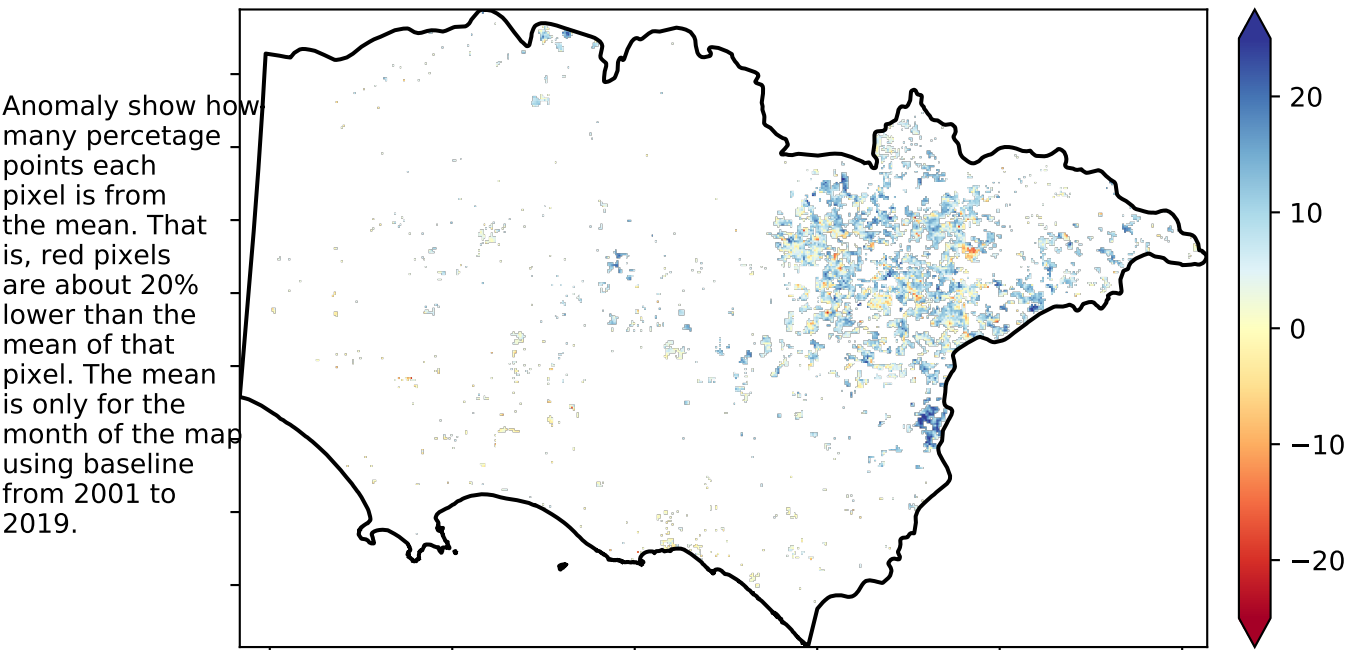 Anomaly show how
many percetage
points each
pixel is from
the mean. That
is, red pixels
are about 20%
lower than the
mean of that
pixel. The mean
is only for the
month of the map
using baseline
from 2001 to
2019.
20
10
0
−10
−20